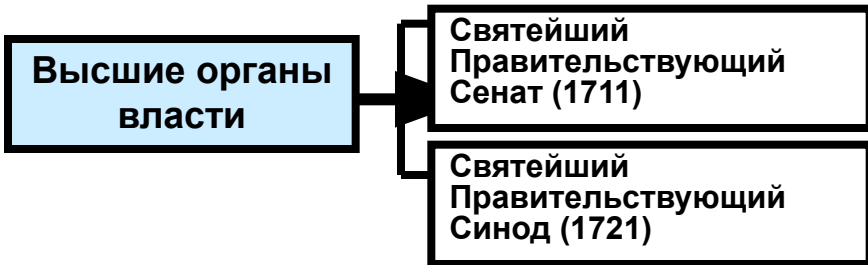 Высшие органы
власти
Святейший
Правительствующий
Сенат (1711)
Святейший
Правительствующий
Синод (1721)